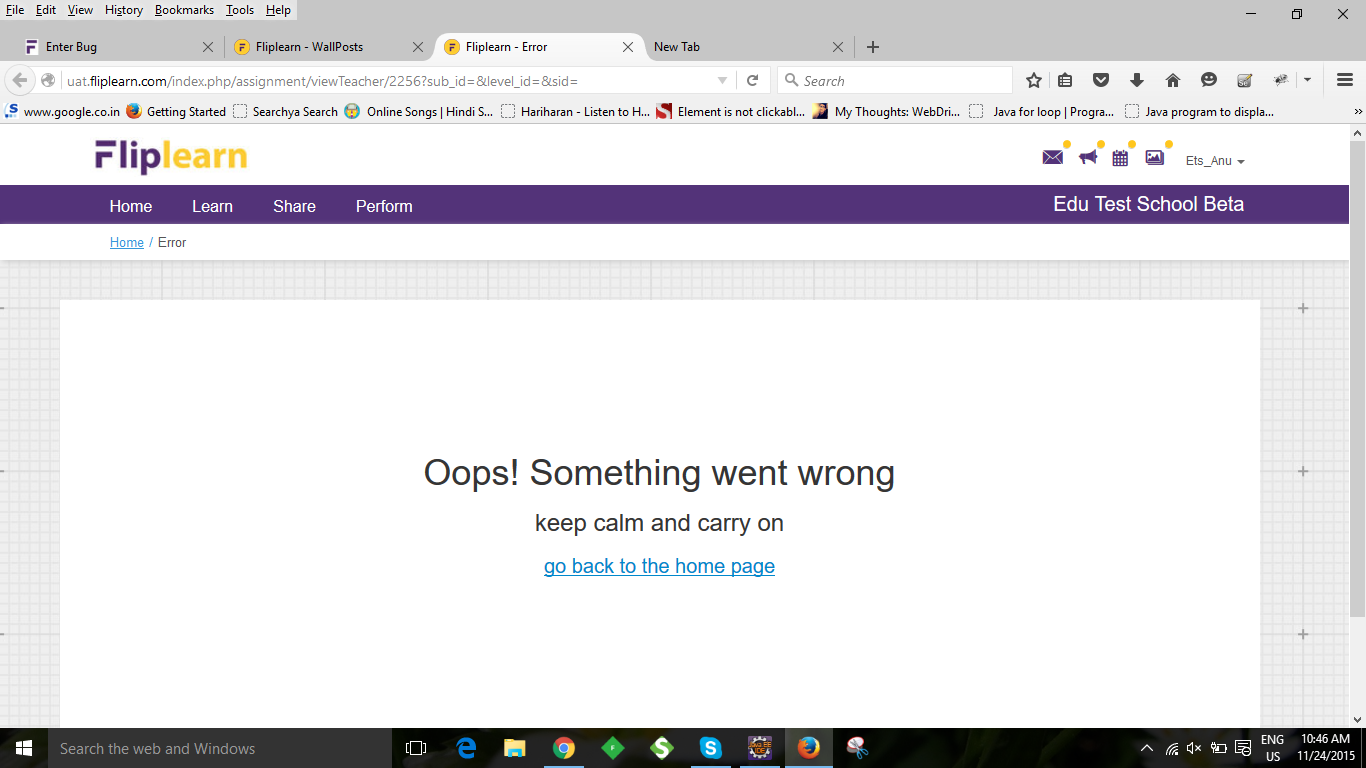 File Edit View History Bookmarks Tools Help
Enter Bug
Fliplearn - WallPosts
Fliplearn - Error
New Tab
uat.fliplearn.com/index.php/assignment/viewTeacher/2256?sub_id=&level_id=&sid=
Search
www.google.co.in
Getting Started
Searchya Search
Online Songs | Hindi S...
Hariharan - Listen to H...
Element is not clickabl...
My Thoughts: WebDri...
Java for loop | Progra...
Java program to displa...
Fliplearn
Ets_Anu
Home Learn Share Perform
Edu Test School Beta
Home / Error
Oops! Something went wrong
keep calm and carry on
go back to the home page
Search the web and Windows
ENG
US
10:46 AM
11/24/2015